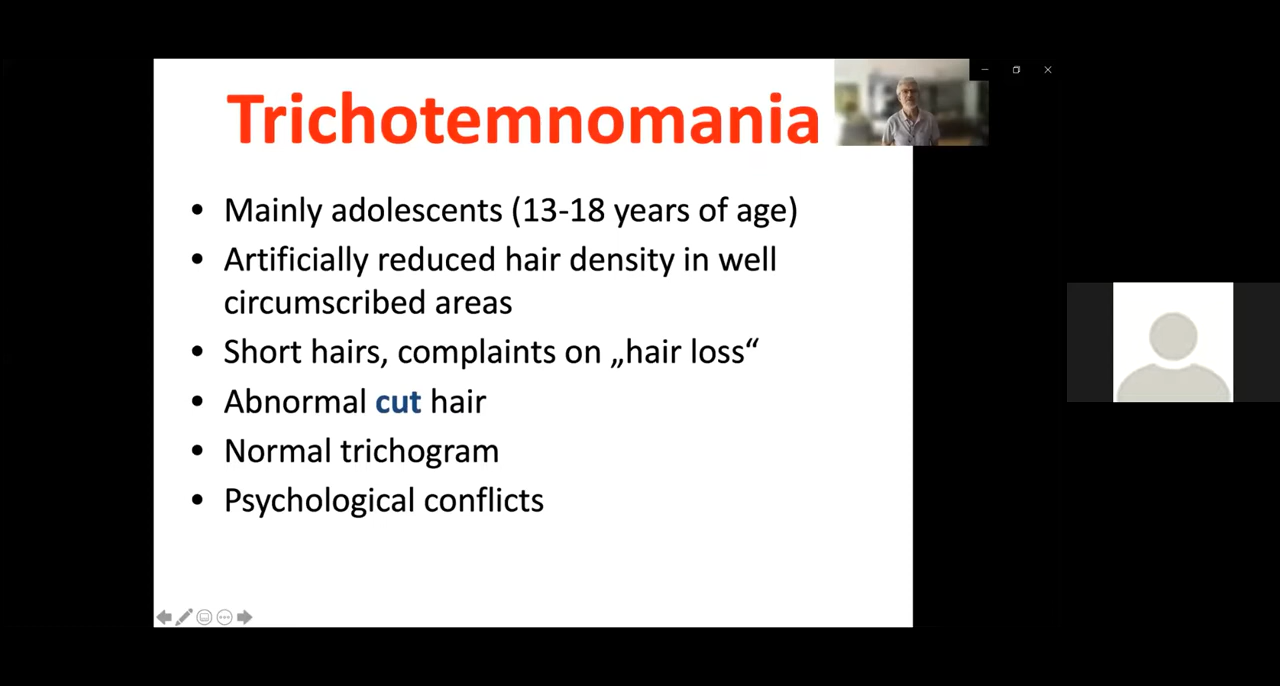 Trichotemnomania
• Mainly adolescents (13-18 years of age)
• Artificially reduced hair density in well
circumscribed areas
• Short hairs, complaints on „hair loss“
• Abnormal cut hair
• Normal trichogram
• Psychological conflicts